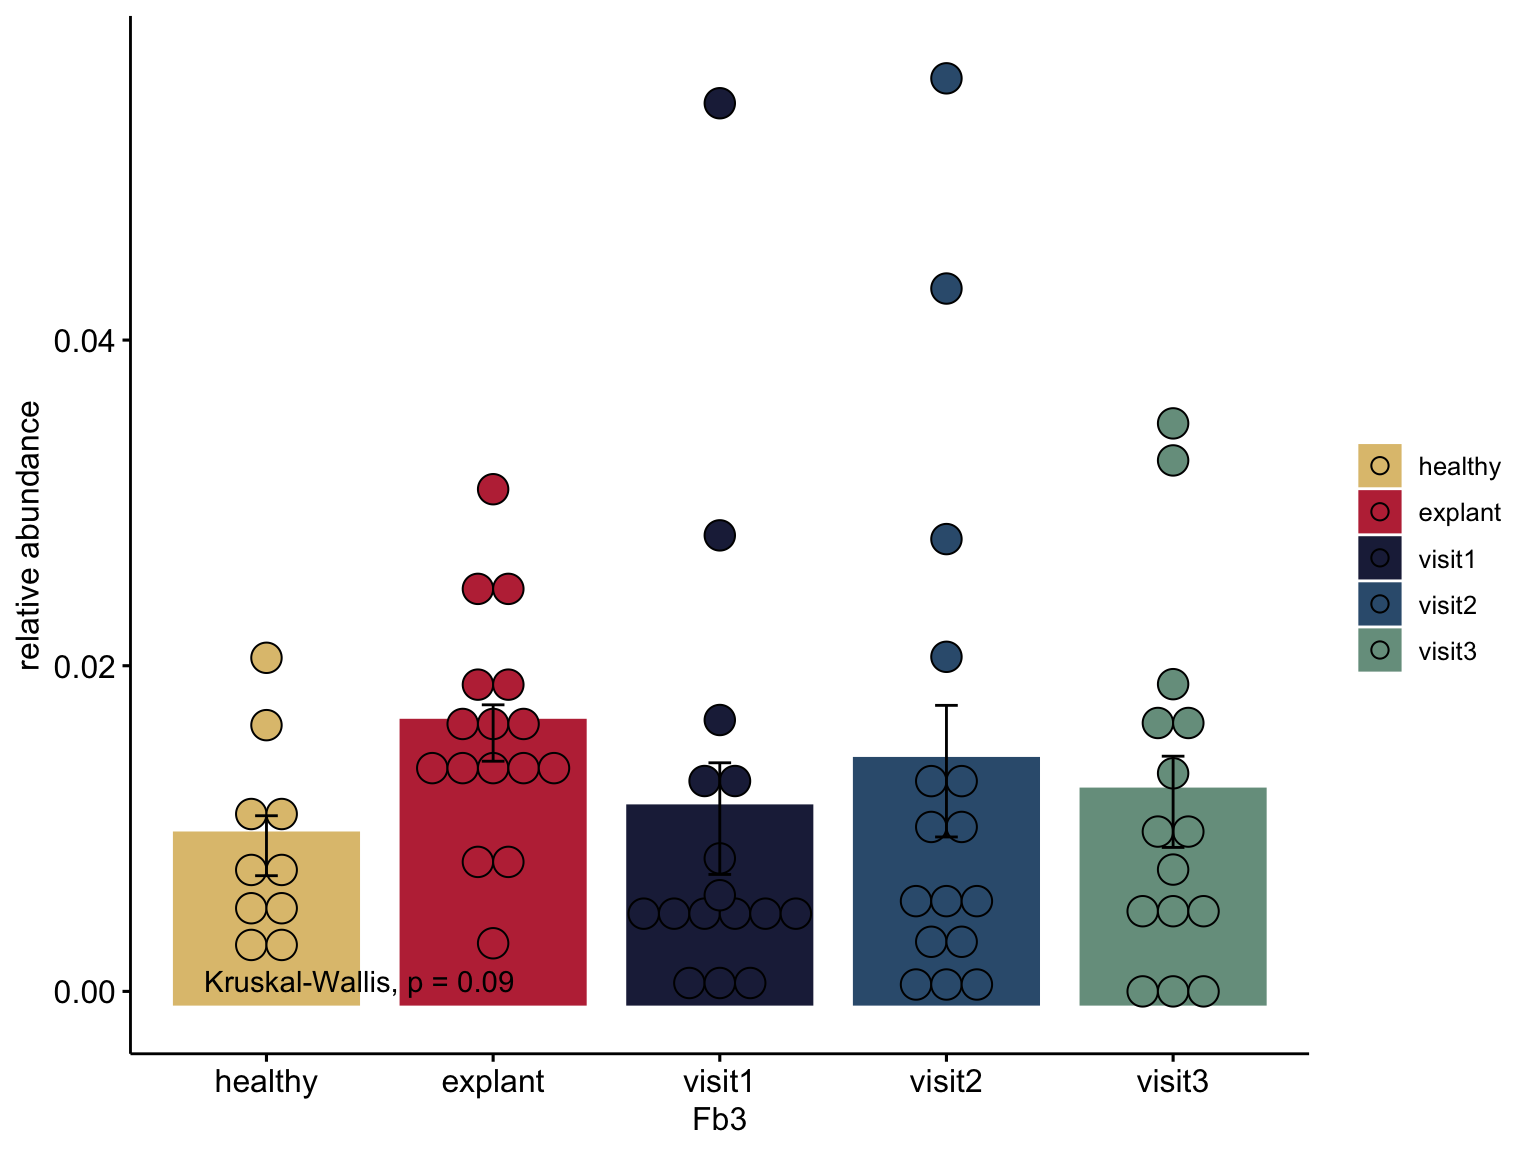 0.04
0.02
0.00
relative abundance
Kruskal-Wallis, p = 0.09
healthy
explant
visit1
visit2
visit3
Fb3
healthy
explant
visit1
visit2
visit3